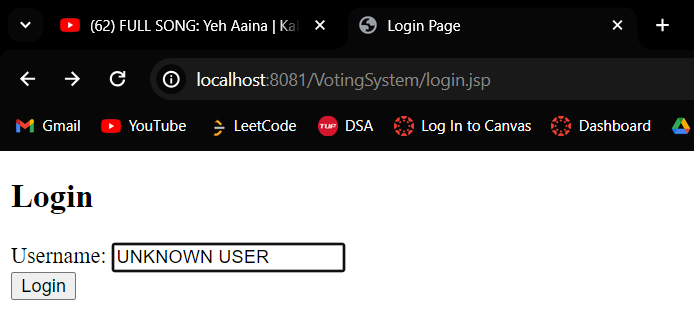 (62) FULL SONG: Yeh Aaina | Kal
Login Page
localhost:8081/VotingSystem/login.jsp
Gmail
YouTube
LeetCode
TUF
DSA
Log In to Canvas
Dashboard
Login
Username: UNKNOWN USER
Login